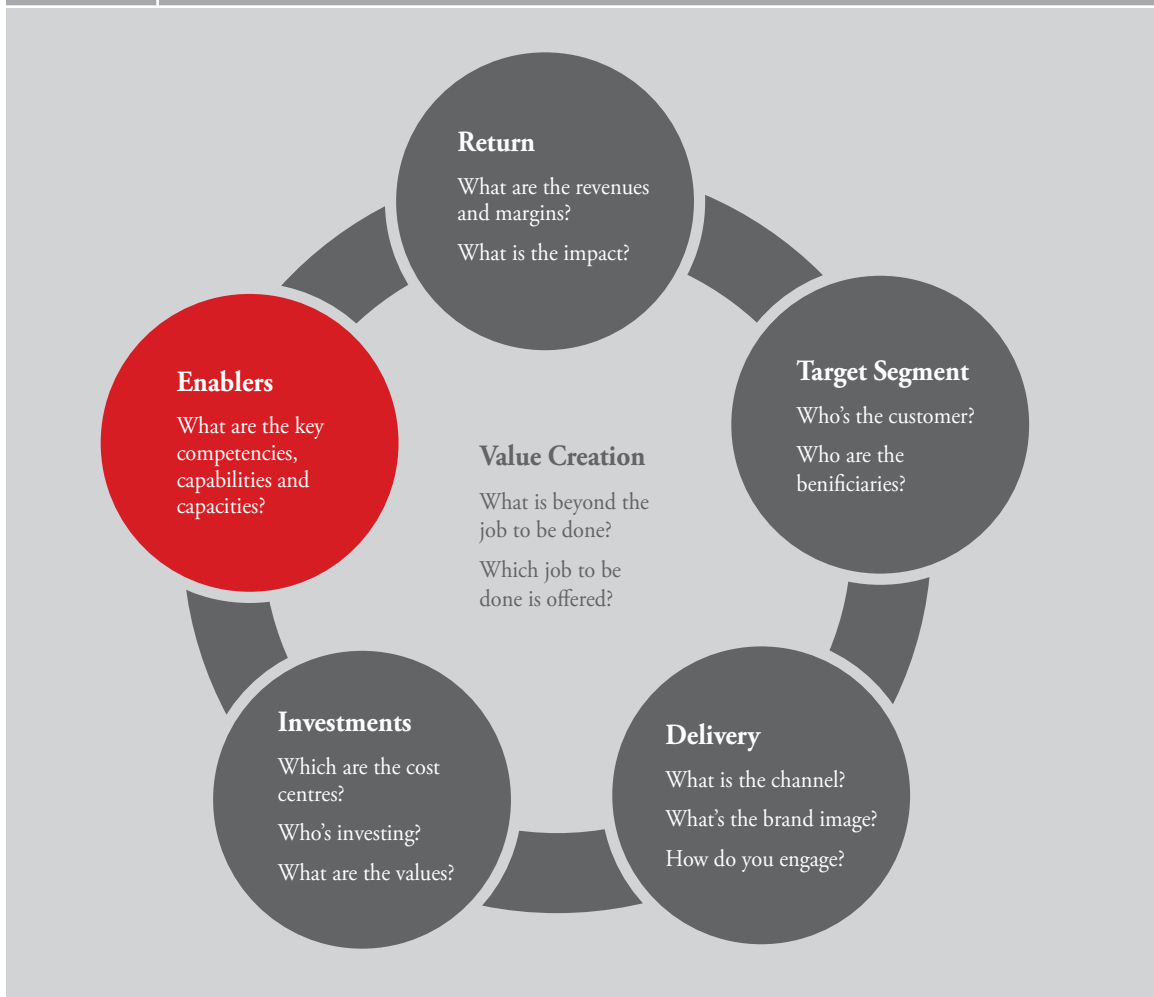 Return
What are the revenues
and margins?
What is the impact?
Target Segment
Who's the customer?
Who are the
benificiaries?
Enablers
What are the key
competencies,
capabilities and
capacities?
Value Creation
What is beyond the
job to be done?
Which job to be
done is offered?
Investments
Which are the cost
centres?
Who's investing?
What are the values?
Delivery
What is the channel?
What's the brand image?
How do you engage?